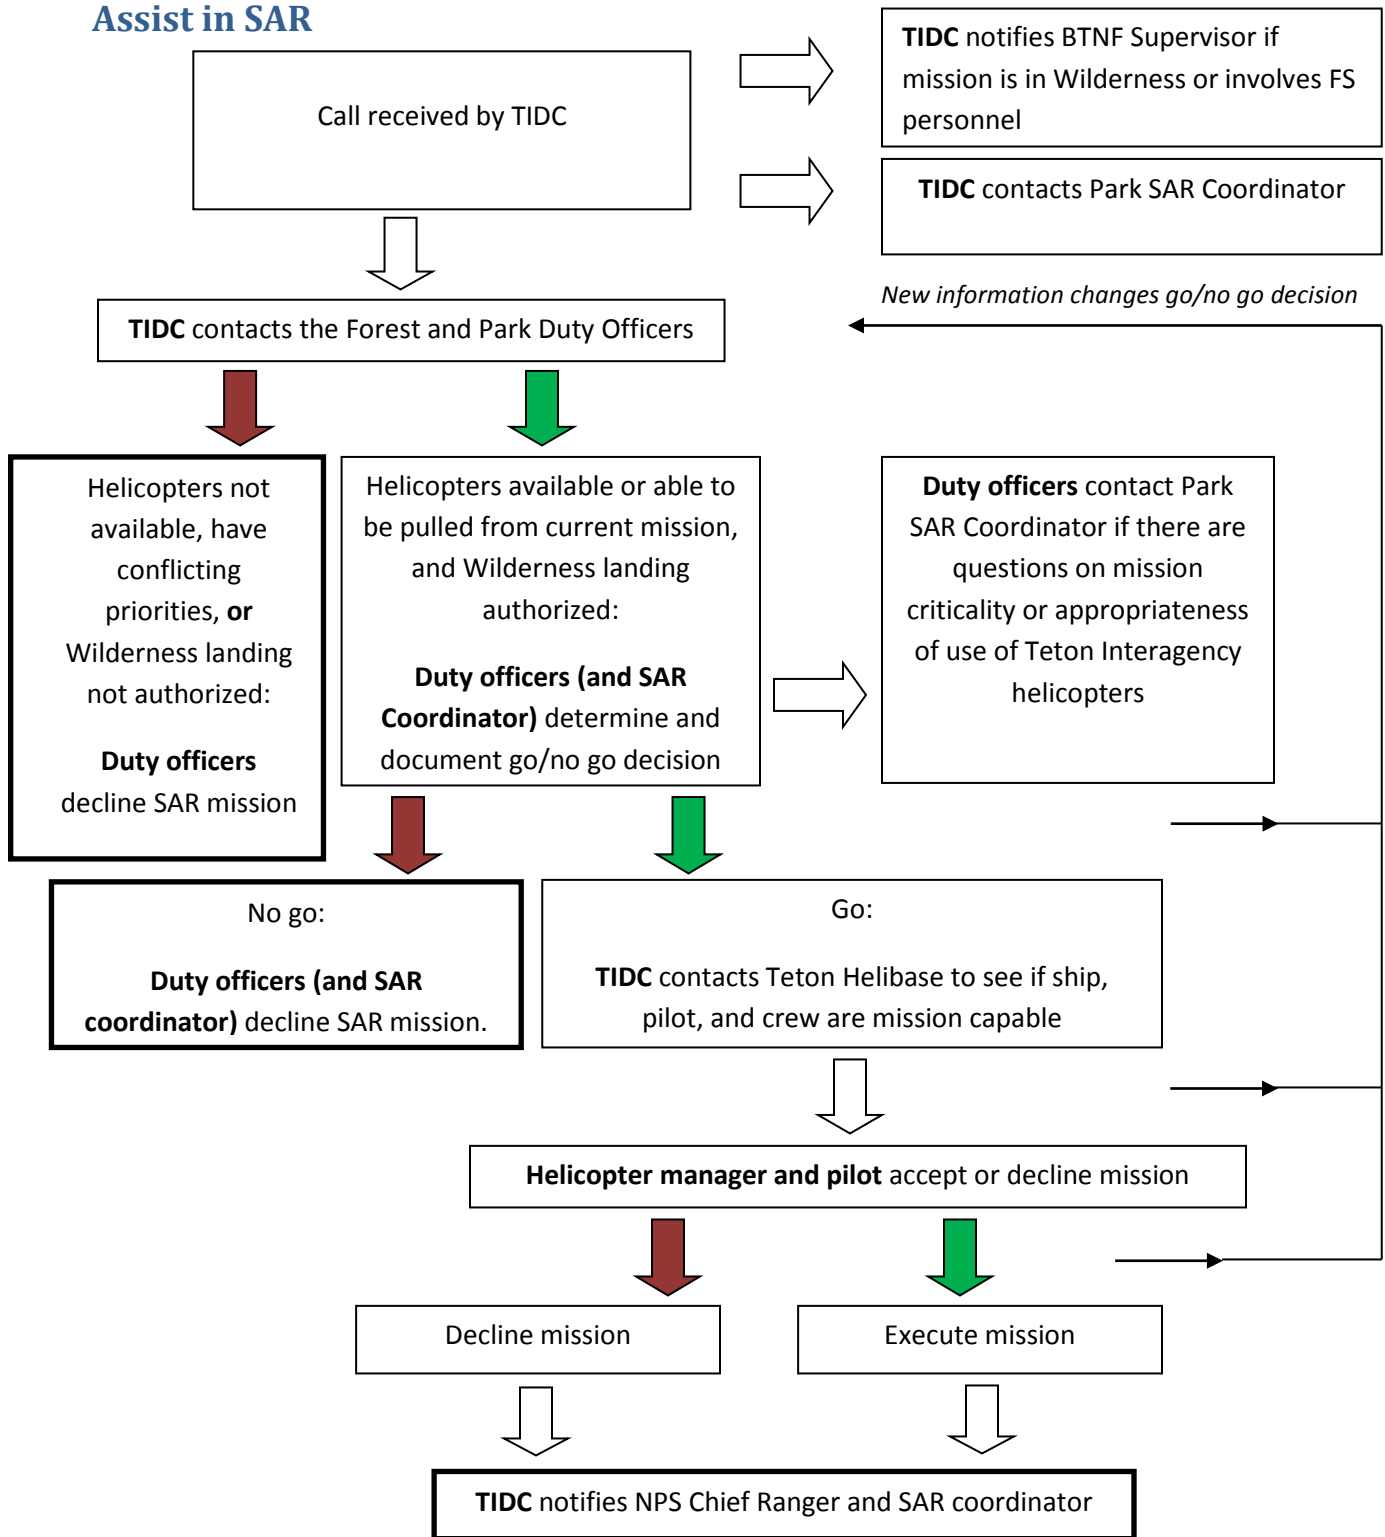 Assist in SAR
Call received by TIDC
TIDC notifies BTNF Supervisor if
mission is in Wilderness or involves FS
personnel
TIDC contacts Park SAR Coordinator
New information changes go/no go decision
TIDC contacts the Forest and Park Duty Officers
Helicopters not
available, have
conflicting
priorities, or
Wilderness landing
not authorized:
Duty officers
decline SAR mission
Helicopters available or able to
be pulled from current mission,
and Wilderness landing
authorized:
Duty officers (and SAR
Coordinator) determine and
document go/no go decision
Duty officers contact Park
SAR Coordinator if there are
questions on mission
criticality or appropriateness
of use of Teton Interagency
helicopters
No go:
Duty officers (and SAR
coordinator) decline SAR mission.
Go:
TIDC contacts Teton Helibase to see if ship,
pilot, and crew are mission capable
Helicopter manager and pilot accept or decline mission
Decline mission
Execute mission
TIDC notifies NPS Chief Ranger and SAR coordinator